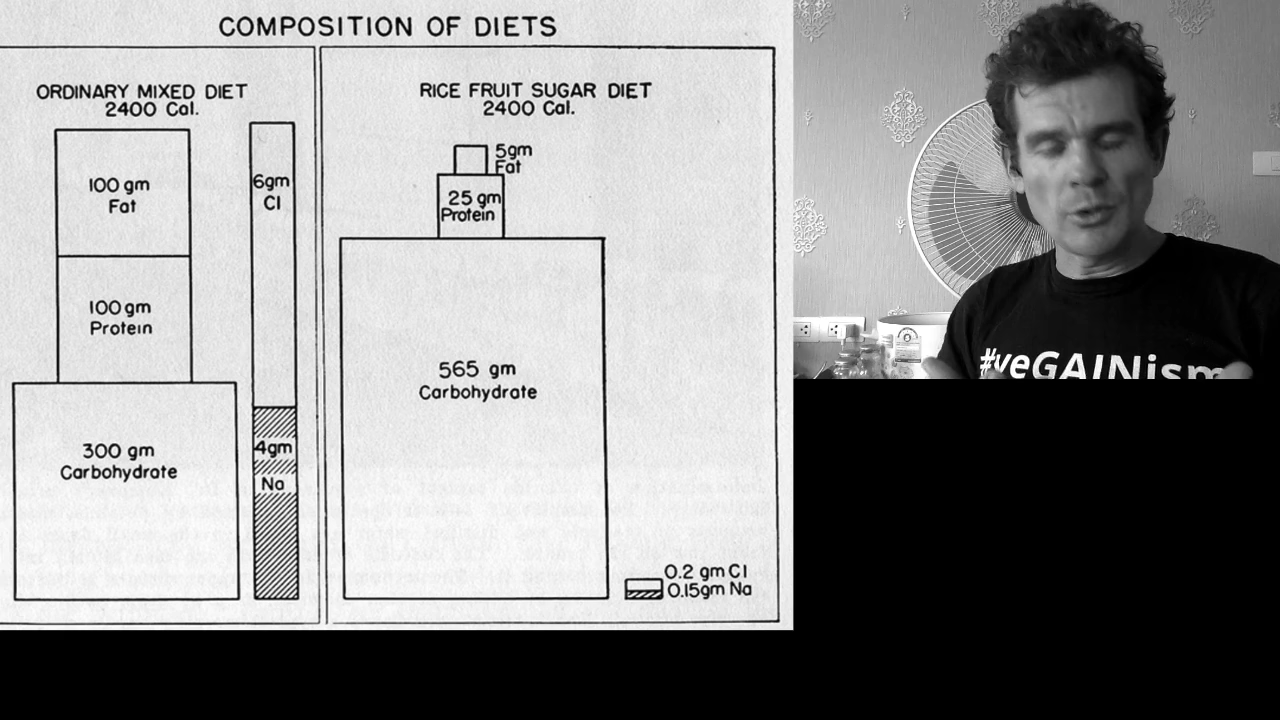 COMPOSITION OF DIETS
ORDINARY MIXED DIET
2400 Cal.
100 gm
Fat
100 gm
Protein
300 gm
Carbohydrate
6gm
Cl
4gm
Na
RICE FRUIT SUGAR DIET
2400 Cal.
5gm
Fat
25 gm
Protein
565 gm
Carbohydrate
0.2 gm Cl
0.15gm Na
#veGAINism